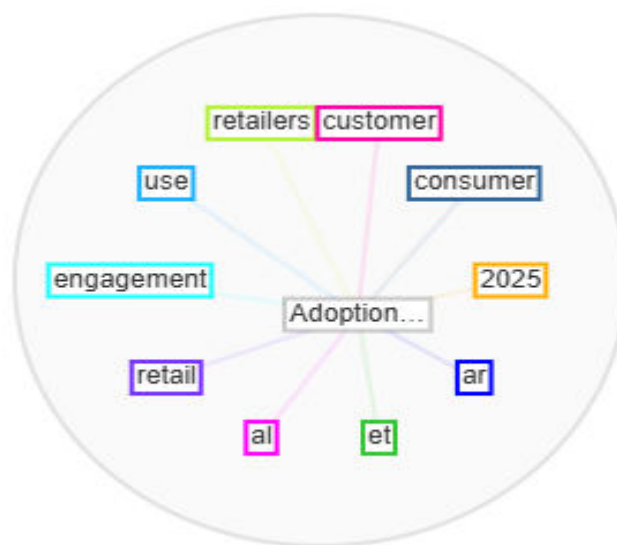 retailers customer
use consumer
engagement 2025
Adoption...
retail ar
al et